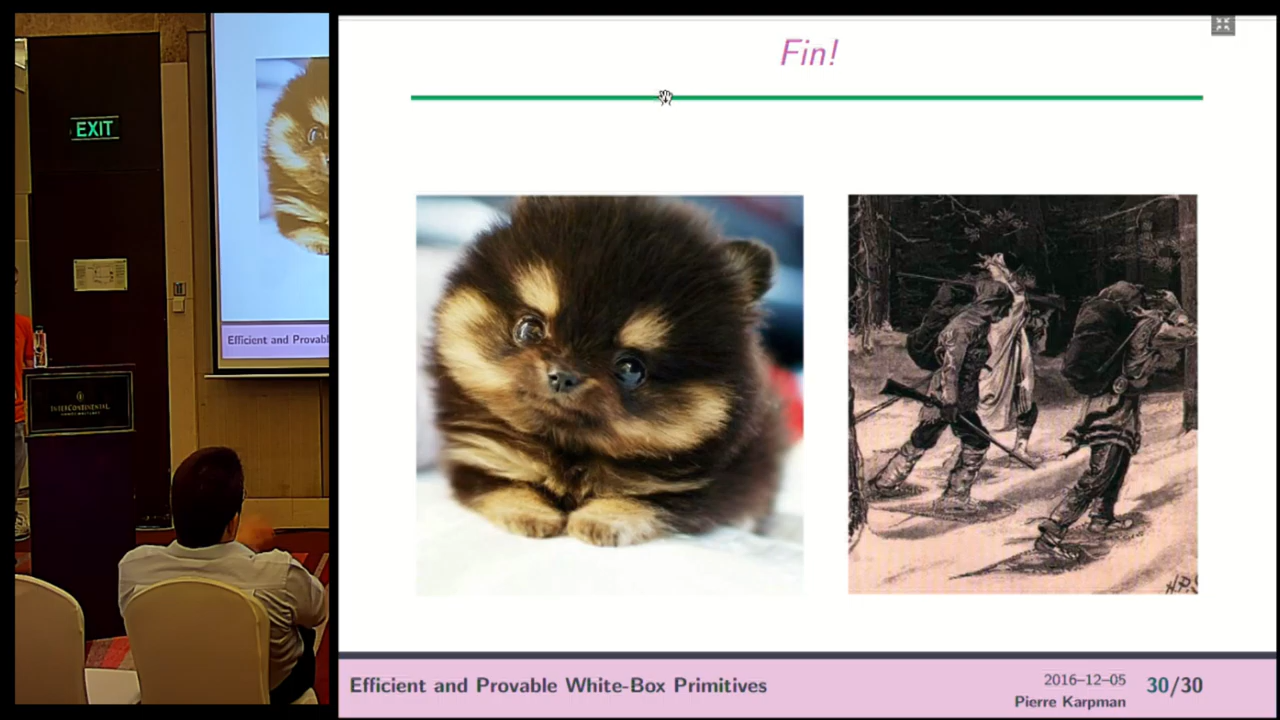 EXIT
Efficient and Provabl
INTERCONTINENTAL
Fin!
H.P.
Efficient and Provable White-Box Primitives
2016–12–05
Pierre Karpman
30/30